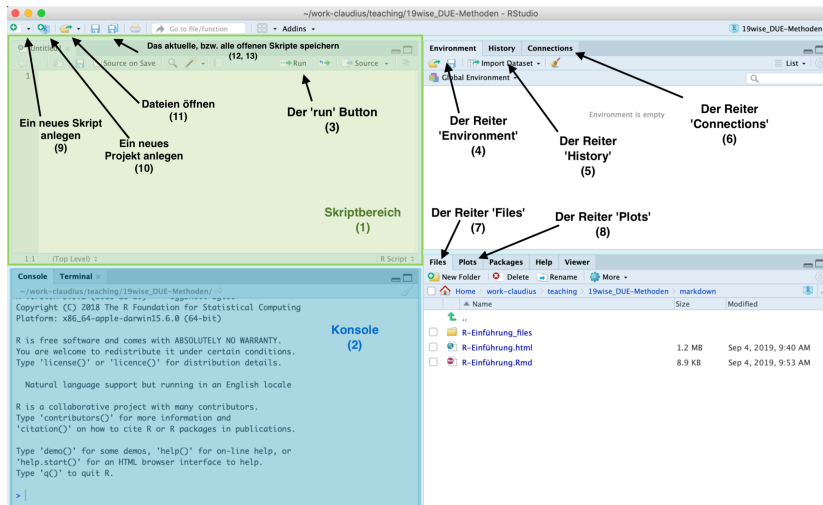 ~/work-claudius/teaching/19wise_DUE-Methoden - RStudio
Go to file/function
Addins
19wise_DUE-Methoden
Das aktuelle, bzw. alle offenen Skripte speichern
(12, 13)
Untitled1
Source on Save
Run
Source
1
Dateien öffnen
(11)
Der 'run' Button
(3)
Ein neues Skript
anlegen
(9)
Ein neues
Projekt anlegen
(10)
Skriptbereich
(1)
1:1
(Top Level)
R Script
Environment
History
Connections
Import Dataset
List
Global Environment
Environment is empty
Der Reiter
'Environment'
(4)
Der Reiter
'History'
(5)
Der Reiter
'Connections'
(6)
Der Reiter 'Files'
(7)
Der Reiter 'Plots'
(8)
Console
Terminal
~/work-claudius/teaching/19wise_DUE-Methoden/
Copyright (C) 2018 The R Foundation for Statistical Computing
Platform: x86_64-apple-darwin15.6.0 (64-bit)
R is free software and comes with ABSOLUTELY NO WARRANTY.
You are welcome to redistribute it under certain conditions.
Type 'license()' or 'licence()' for distribution details.
Natural language support but running in an English locale
R is a collaborative project with many contributors.
Type 'contributors()' for more information and
'citation()' on how to cite R or R packages in publications.
Type 'demo()' for some demos, 'help()' for on-line help, or
'help.start()' for an HTML browser interface to help.
Type 'q()' to quit R.
>
Konsole
(2)
Files
Plots
Packages
Help
Viewer
New Folder
Delete
Rename
More
Home
work-claudius
teaching
19wise_DUE-Methoden
markdown
Name
Size
Modified
..
R-Einführung_files
R-Einführung.html
1.2 MB
Sep 4, 2019, 9:40 AM
R-Einführung.Rmd
8.9 KB
Sep 4, 2019, 9:53 AM